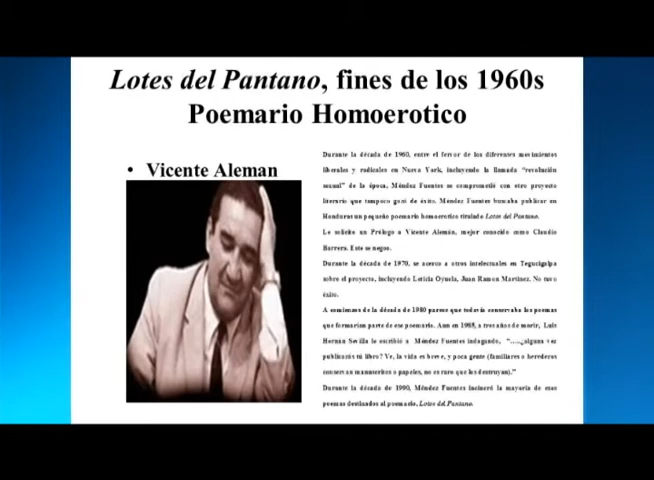 Lotes del Pantano, fines de los 1960s
Poemario Homoerotico
• Vicente Aleman
Durante la década de 1960, entre el fervor de los diferentes movimientos
liberales y radicales en Nueva York, incluyendo la llamada “revolución
sexual” de la época, Méndez Fuentes se comprometió con otro proyecto
literario que tampoco gozó de éxito. Méndez Fuentes buscaba publicar en
Honduras un pequeño poemario homoerotico titulado Lotes del Pantano.
Le solicito un Prólogo a Vicente Alemán, mejor conocido como Claudio
Barrera. Este se negoo.
Durante la década de 1970, se acerco a otros intelectuales en Tegucigalpa
sobre el proyecto, incluyendo Leticia Oyuela, Juan Ramon Martinez. No tuvo
éxito.
A comienzos de la década de 1980 parece que todavía conservaba los poemas
que formarían parte de ese poemario. Aun en 1988, a tres años de morir, Luis
Hernán Sevilla le escribió a Méndez Fuentes indagando, “…..¿alguna vez
publicarás tú libro? Ve, la vida es breve, y poca gente (familiares o herederos
conservan manuscritos o papeles, no es raro que los destruyan).”
Durante la década de 1990, Méndez Fuentes incineró la mayoría de esos
poemas destinados al poemario, Lotes del Pantano.